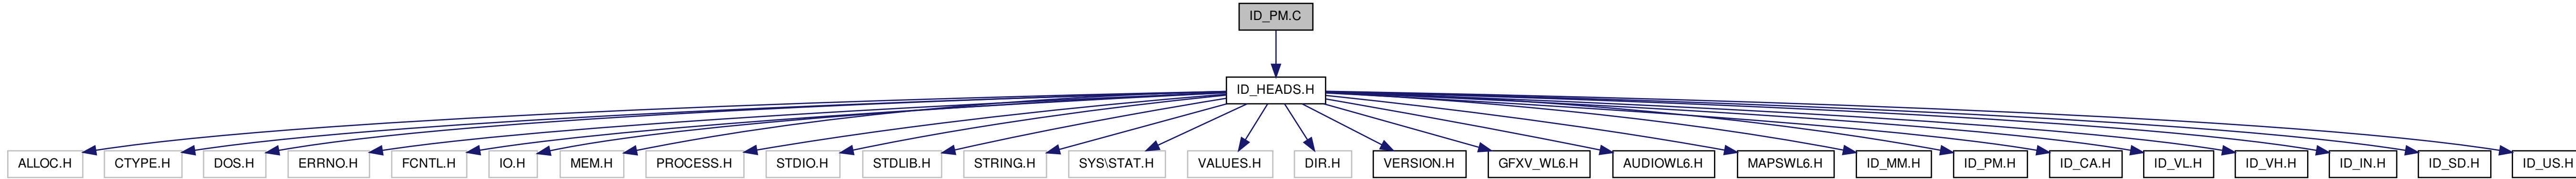 ID_PM.C
ID_HEADS.H
ALLOC.H CTYPE.H DOS.H ERRNO.H FCNTL.H IO.H MEM.H PROCESS.H STDIO.H STDLIB.H STRING.H SYS\STAT.H VALUES.H DIR.H VERSION.H GFXV_WL6.H AUDIOWL6.H MAPSWL6.H ID_MM.H ID_PM.H ID_CA.H ID_VL.H ID_VH.H ID_IN.H ID_SD.H ID_US.H